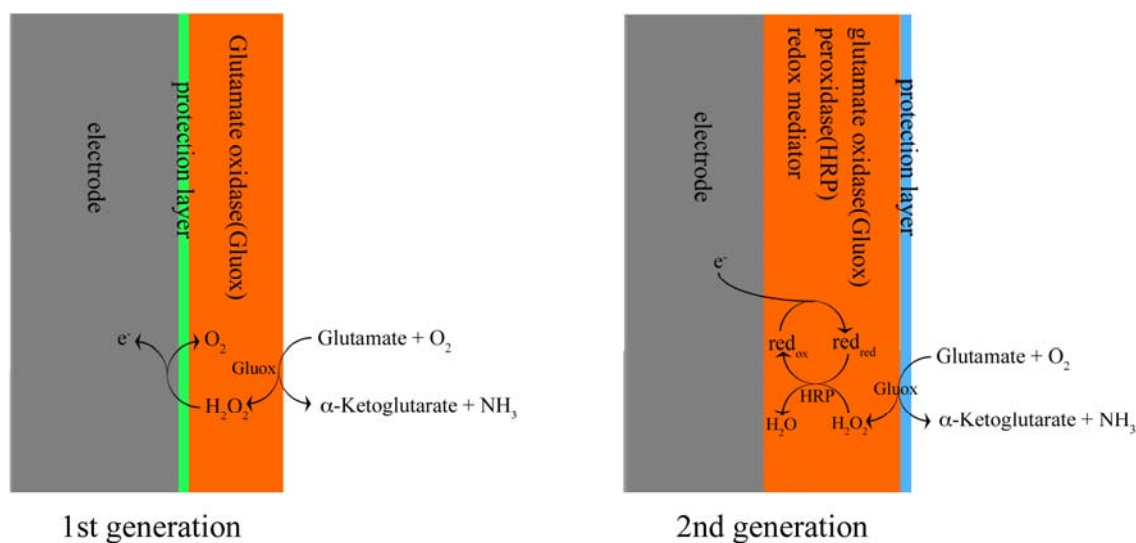 electrode
protection layer
Glutamate oxidase(Gluox)
e-
O2
Glutamate + O2
Gluox
H2O2
α-Ketoglutarate + NH3
1st generation
electrode
redox mediator
peroxidase(HRP)
glutamate oxidase(Gluox)
protection layer
e-
redox
redred
Glutamate + O2
Gluox
HRP
H2O
H2O2
α-Ketoglutarate + NH3
2nd generation